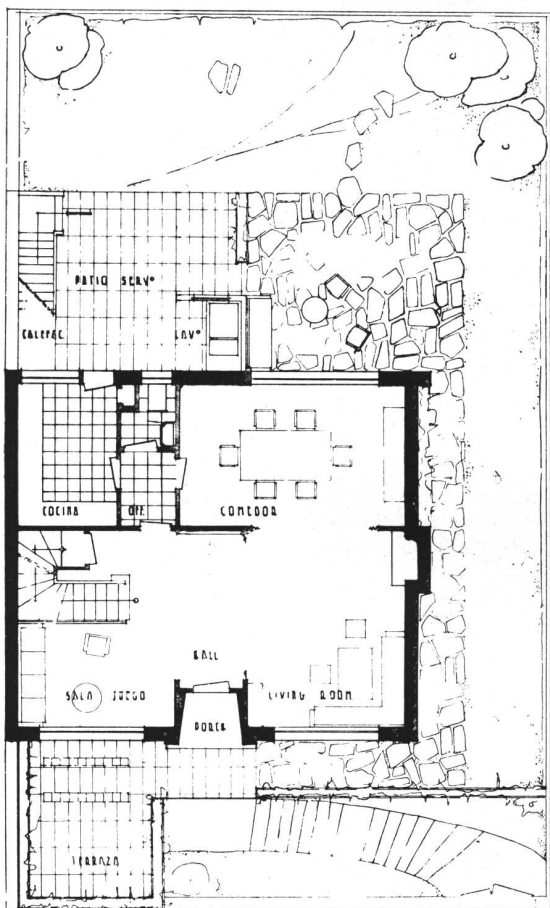 PATIO SERVº
CALEFAC.
LAVº
COCINA
OFF.
COMEDOR
HALL
SALA JUEGO
LIVING ROOM
PORCH
TERRAZA